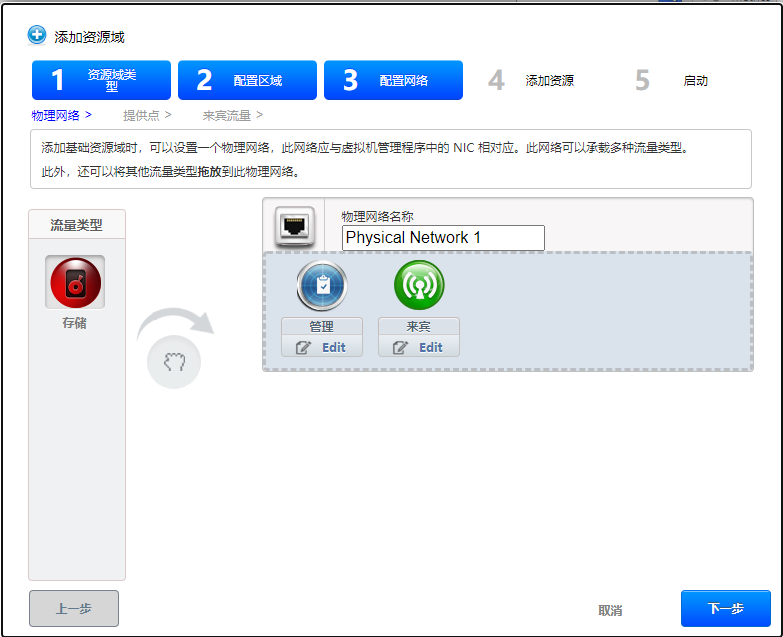 添加资源域
1 资源域类
型
2 配置区域
3 配置网络
4 添加资源
5 启动
物理网络 > 提供点 > 来宾流量 >
添加基础资源域时，可以设置一个物理网络，此网络应与虚拟机管理程序中的 NIC 相对应。此网络可以承载多种流量类型。
此外，还可以将其他流量类型拖放到此物理网络。
流量类型
存储
物理网络名称
Physical Network 1
管理
Edit
来宾
Edit
上一步
取消
下一步